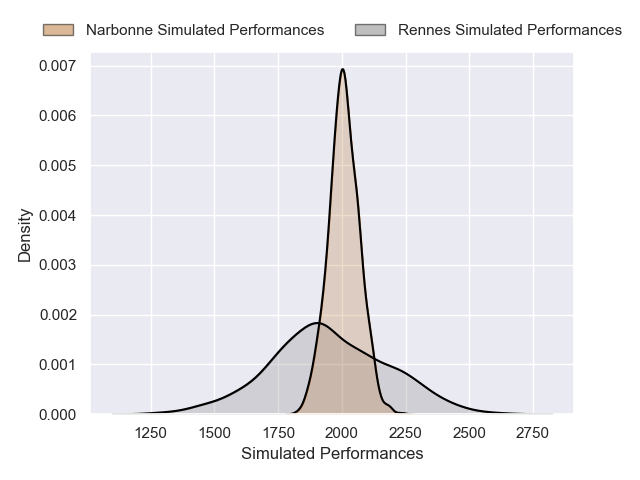 Narbonne Simulated Performances Rennes Simulated Performances
0.007
0.006
0.005
0.004
0.003
0.002
0.001
0.000
Density
1250 1500 1750 2000 2250 2500 2750
Simulated Performances